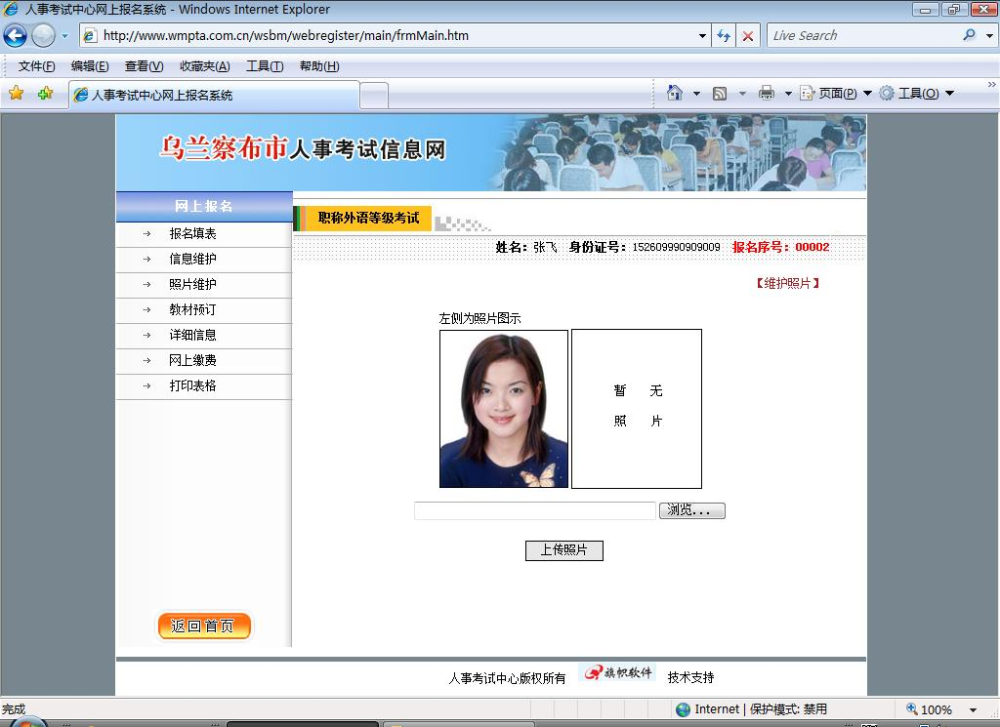 人事考试中心网上报名系统 - Windows Internet Explorer
http://www.wmpta.com.cn/wsbm/webregister/main/frmMain.htm
Live Search
文件(F) 编辑(E) 查看(V) 收藏夹(A) 工具(T) 帮助(H)
人事考试中心网上报名系统
页面(P) 工具(O)
乌兰察布市人事考试信息网
网上报名
报名填表
信息维护
照片维护
教材预订
详细信息
网上缴费
打印表格
返回首页
职称外语等级考试
姓名：张飞 身份证号：152609990909009 报名序号：00002
【维护照片】
左侧为照片图示
暂 无
照 片
浏览...
上传照片
人事考试中心版权所有 旗帜软件 技术支持
完成
Internet | 保护模式: 禁用
100%